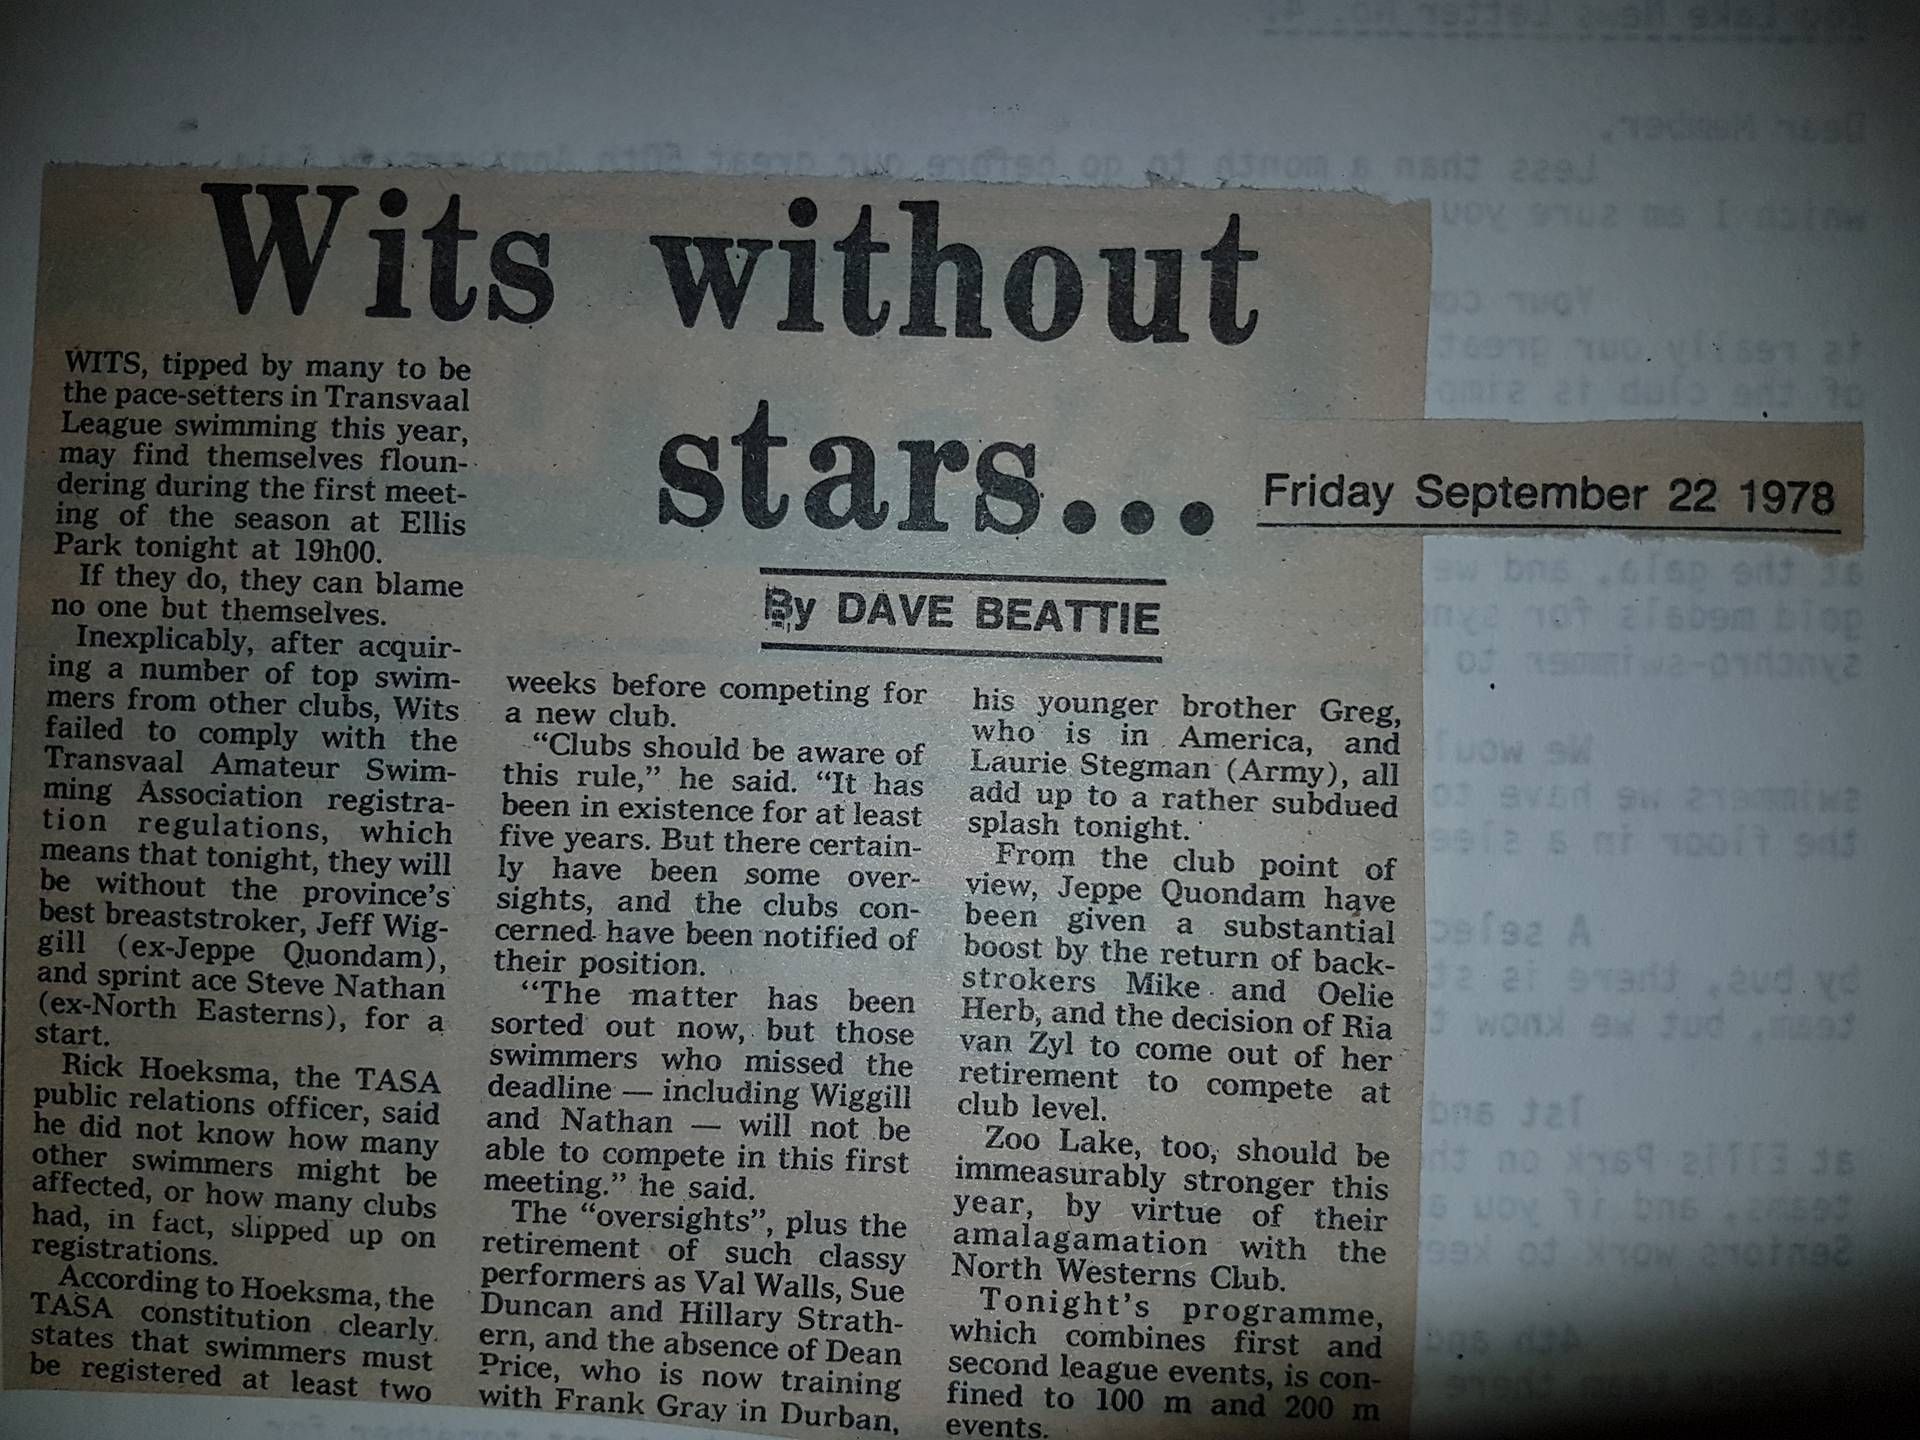 Wits without
stars...
Friday September 22 1978
By DAVE BEATTIE
WITS, tipped by many to be
the pace-setters in Transvaal
League swimming this year,
may find themselves floun-
dering during the first meet-
ing of the season at Ellis
Park tonight at 19h00.
If they do, they can blame
no one but themselves.
Inexplicably, after acquir-
ing a number of top swim-
mers from other clubs, Wits
failed to comply with the
Transvaal Amateur Swim-
ming Association registra-
tion regulations, which
means that tonight, they will
be without the province's
best breaststroker, Jeff Wig-
gill (ex-Jeppe Quondam),
and sprint ace Steve Nathan
(ex-North Easterns), for a
start.
Rick Hoeksma, the TASA
public relations officer, said
he did not know how many
other swimmers might be
affected, or how many clubs
had, in fact, slipped up on
registrations.
According to Hoeksma, the
TASA constitution clearly
states that swimmers must
be registered at least two
weeks before competing for
a new club.
"Clubs should be aware of
this rule," he said. "It has
been in existence for at least
five years. But there certain-
ly have been some over-
sights, and the clubs con-
cerned have been notified of
their position.
"The matter has been
sorted out now, but those
swimmers who missed the
deadline — including Wiggill
and Nathan — will not be
able to compete in this first
meeting." he said.
The "oversights", plus the
retirement of such classy
performers as Val Walls, Sue
Duncan and Hillary Strath-
ern, and the absence of Dean
Price, who is now training
with Frank Gray in Durban,
his younger brother Greg,
who is in America, and
Laurie Stegman (Army), all
add up to a rather subdued
splash tonight.
From the club point of
view, Jeppe Quondam have
been given a substantial
boost by the return of back-
strokers Mike and Oelie
Herb, and the decision of Ria
van Zyl to come out of her
retirement to compete at
club level.
Zoo Lake, too, should be
immeasurably stronger this
year, by virtue of their
amalagamation with the
North Westerns Club.
Tonight's programme,
which combines first and
second league events, is con-
fined to 100 m and 200 m
events.